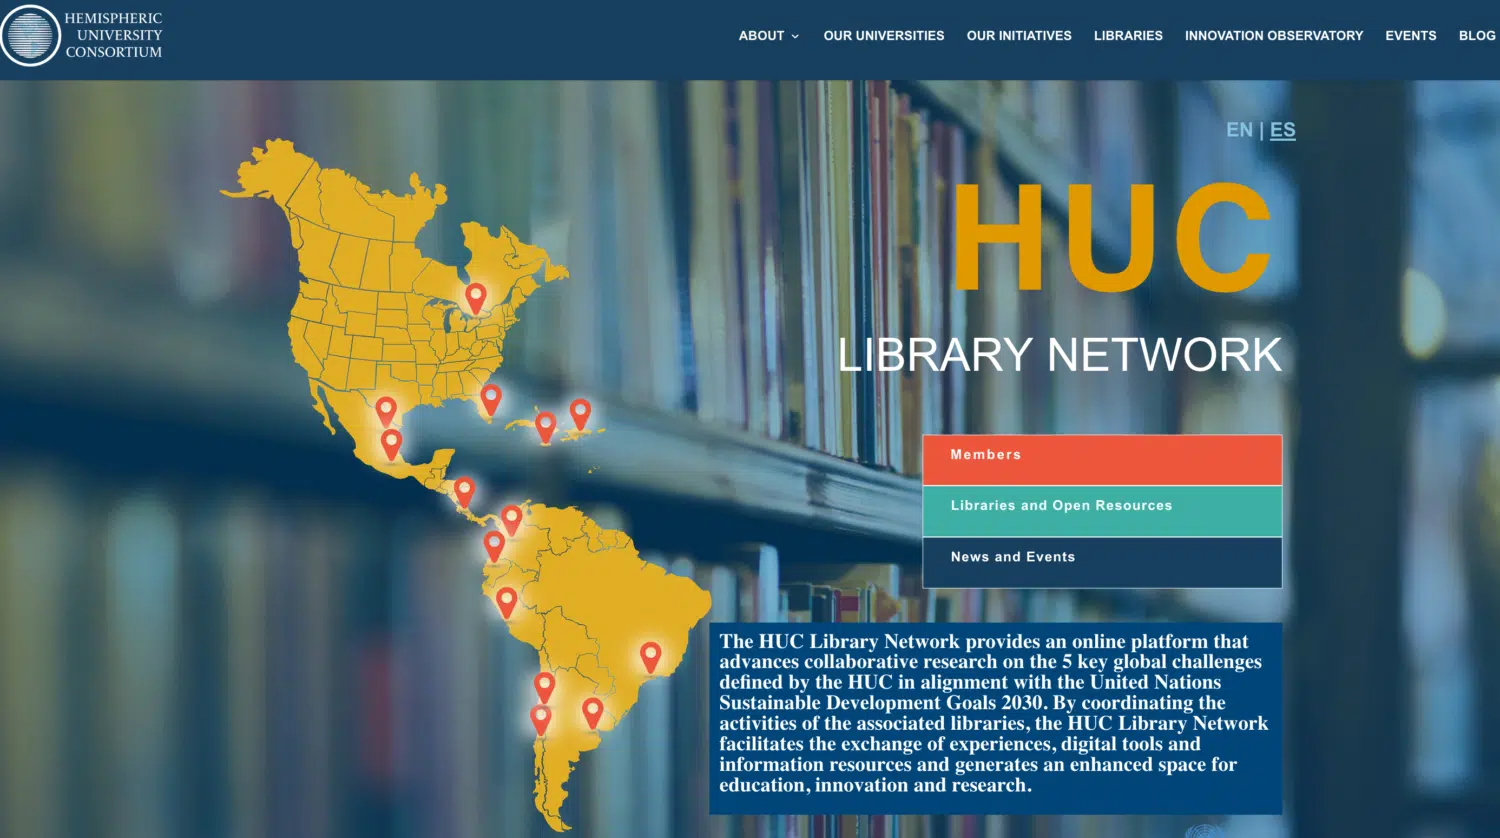 HEMISPHERIC
UNIVERSITY
CONSORTIUM
ABOUT OUR UNIVERSITIES OUR INITIATIVES LIBRARIES INNOVATION OBSERVATORY EVENTS BLOG
EN | ES
HUC
LIBRARY NETWORK
Members
Libraries and Open Resources
News and Events
The HUC Library Network provides an online platform that
advances collaborative research on the 5 key global challenges
defined by the HUC in alignment with the United Nations
Sustainable Development Goals 2030. By coordinating the
activities of the associated libraries, the HUC Library Network
facilitates the exchange of experiences, digital tools and
information resources and generates an enhanced space for
education, innovation and research.